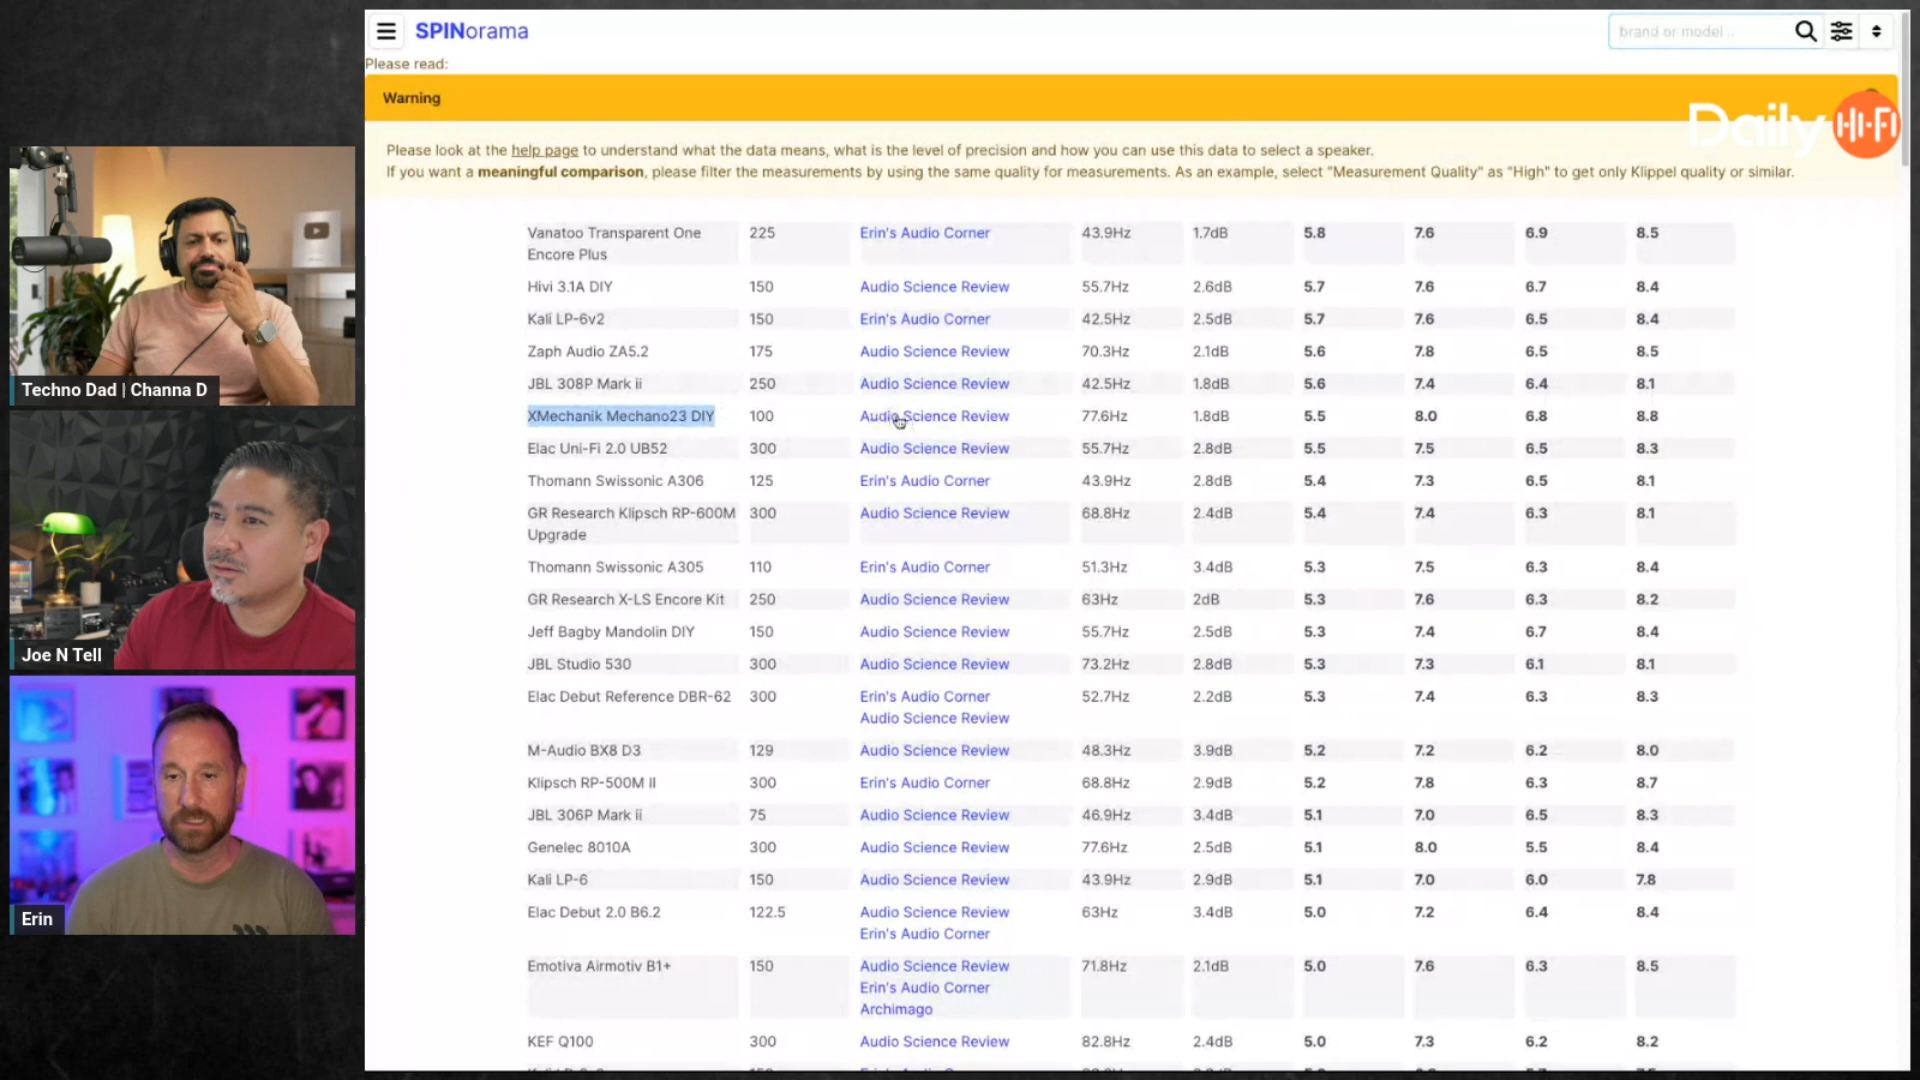 SPINorama
brand or model ..
Please read:
Warning
Daily HI-FI
Please look at the help page to understand what the data means, what is the level of precision and how you can use this data to select a speaker.
If you want a meaningful comparison, please filter the measurements by using the same quality for measurements. As an example, select "Measurement Quality" as "High" to get only Klippel quality or similar.
Vanatoo Transparent One 225 Erin's Audio Corner 43.9Hz 1.7dB 5.8 7.6 6.9 8.5
Encore Plus
Hivi 3.1A DIY 150 Audio Science Review 55.7Hz 2.6dB 5.7 7.6 6.7 8.4
Kali LP-6v2 150 Erin's Audio Corner 42.5Hz 2.5dB 5.7 7.6 6.5 8.4
Zaph Audio ZA5.2 175 Audio Science Review 70.3Hz 2.1dB 5.6 7.8 6.5 8.5
JBL 308P Mark ii 250 Audio Science Review 42.5Hz 1.8dB 5.6 7.4 6.4 8.1
XMechanik Mechano23 DIY 100 Audio Science Review 77.6Hz 1.8dB 5.5 8.0 6.8 8.8
Elac Uni-Fi 2.0 UB52 300 Audio Science Review 55.7Hz 2.8dB 5.5 7.5 6.5 8.3
Thomann Swissonic A306 125 Erin's Audio Corner 43.9Hz 2.8dB 5.4 7.3 6.5 8.1
GR Research Klipsch RP-600M 300 Audio Science Review 68.8Hz 2.4dB 5.4 7.4 6.3 8.1
Upgrade
Thomann Swissonic A305 110 Erin's Audio Corner 51.3Hz 3.4dB 5.3 7.5 6.3 8.4
GR Research X-LS Encore Kit 250 Audio Science Review 63Hz 2dB 5.3 7.6 6.3 8.2
Jeff Bagby Mandolin DIY 150 Audio Science Review 55.7Hz 2.5dB 5.3 7.4 6.7 8.4
JBL Studio 530 300 Audio Science Review 73.2Hz 2.8dB 5.3 7.3 6.1 8.1
Elac Debut Reference DBR-62 300 Erin's Audio Corner 52.7Hz 2.2dB 5.3 7.4 6.3 8.3
Audio Science Review
M-Audio BX8 D3 129 Audio Science Review 48.3Hz 3.9dB 5.2 7.2 6.2 8.0
Klipsch RP-500M II 300 Erin's Audio Corner 68.8Hz 2.9dB 5.2 7.8 6.3 8.7
JBL 306P Mark ii 75 Audio Science Review 46.9Hz 3.4dB 5.1 7.0 6.5 8.3
Genelec 8010A 300 Audio Science Review 77.6Hz 2.5dB 5.1 8.0 5.5 8.4
Kali LP-6 150 Audio Science Review 43.9Hz 2.9dB 5.1 7.0 6.0 7.8
Elac Debut 2.0 B6.2 122.5 Audio Science Review 63Hz 3.4dB 5.0 7.2 6.4 8.4
Erin's Audio Corner
Emotiva Airmotiv B1+ 150 Audio Science Review 71.8Hz 2.1dB 5.0 7.6 6.3 8.5
Erin's Audio Corner
Archimago
KEF Q100 300 Audio Science Review 82.8Hz 2.4dB 5.0 7.3 6.2 8.2
Techno Dad | Channa D
Joe N Tell
Erin